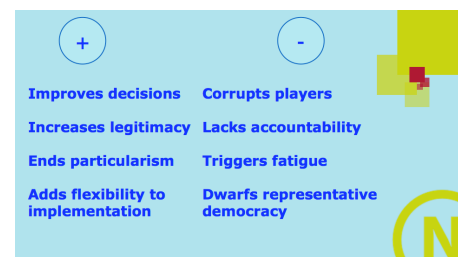 + -
Improves decisions Corrupts players
Increases legitimacy Lacks accountability
Ends particularism Triggers fatigue
Adds flexibility to Dwarfs representative
implementation democracy
N